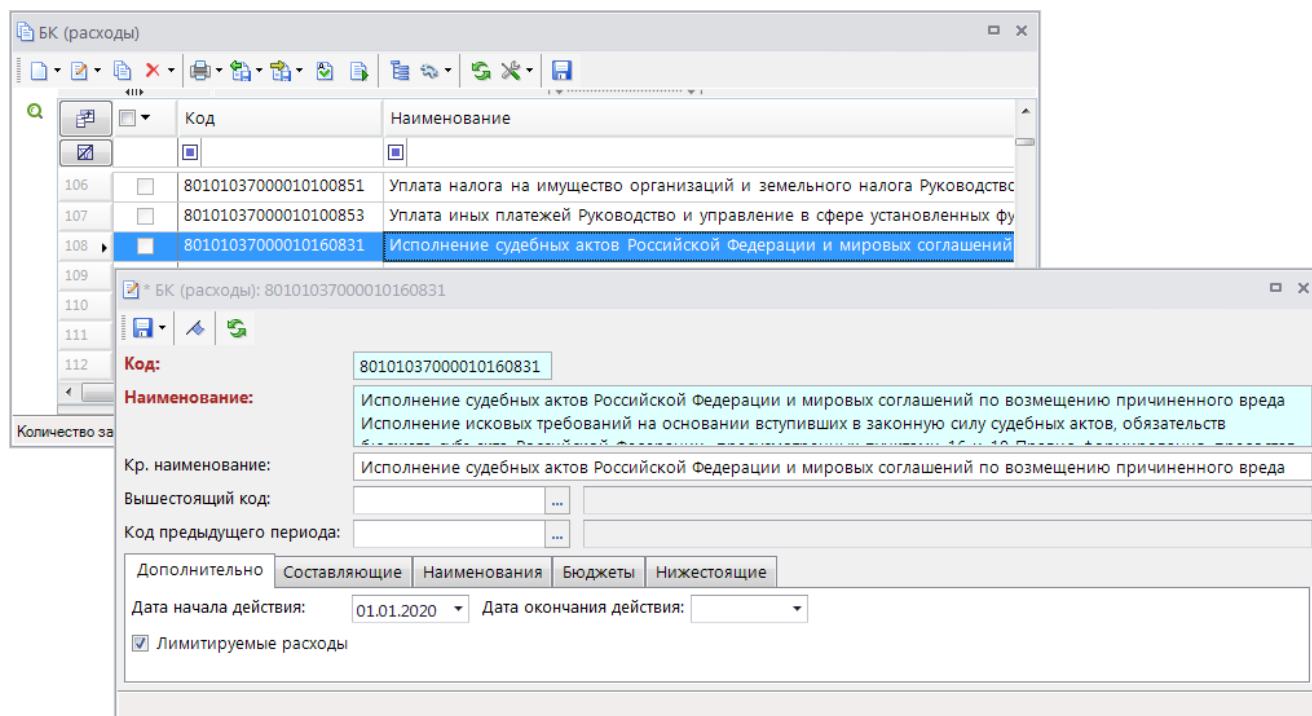 БК (расходы)
Код Наименование
106 80101037000010100851 Уплата налога на имущество организаций и земельного налога Руководство
107 80101037000010100853 Уплата иных платежей Руководство и управление в сфере установленных фу
108 80101037000010160831 Исполнение судебных актов Российской Федерации и мировых соглашений
109
* БК (расходы): 80101037000010160831
110
111
112
Код: 80101037000010160831
Наименование: Исполнение судебных актов Российской Федерации и мировых соглашений по возмещению причиненного вреда
Исполнение исковых требований на основании вступивших в законную силу судебных актов, обязательств
Количество за
Кр. наименование: Исполнение судебных актов Российской Федерации и мировых соглашений по возмещению причиненного вреда
Вышестоящий код: ...
Код предыдущего периода: ...
Дополнительно Составляющие Наименования Бюджеты Нижестоящие
Дата начала действия: 01.01.2020 Дата окончания действия:
Лимитируемые расходы